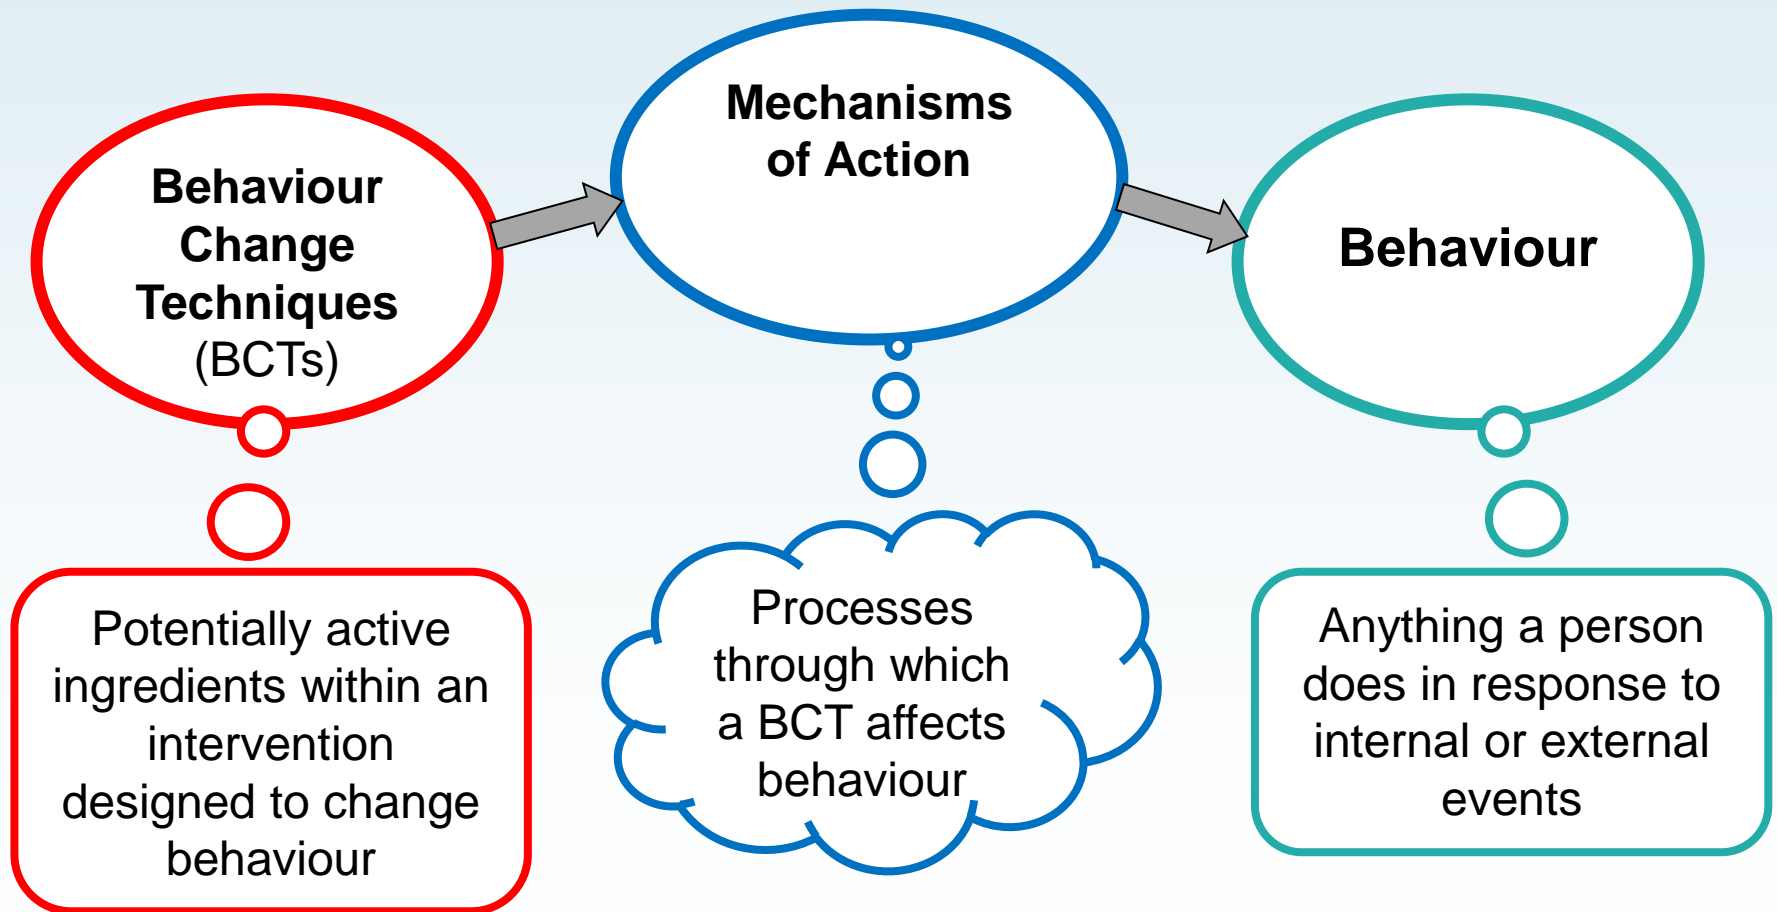 Behaviour
Change
Techniques
(BCTs)
Mechanisms
of Action
Behaviour
Potentially active
ingredients within an
intervention
designed to change
behaviour
Processes
through which
a BCT affects
behaviour
Anything a person
does in response to
internal or external
events